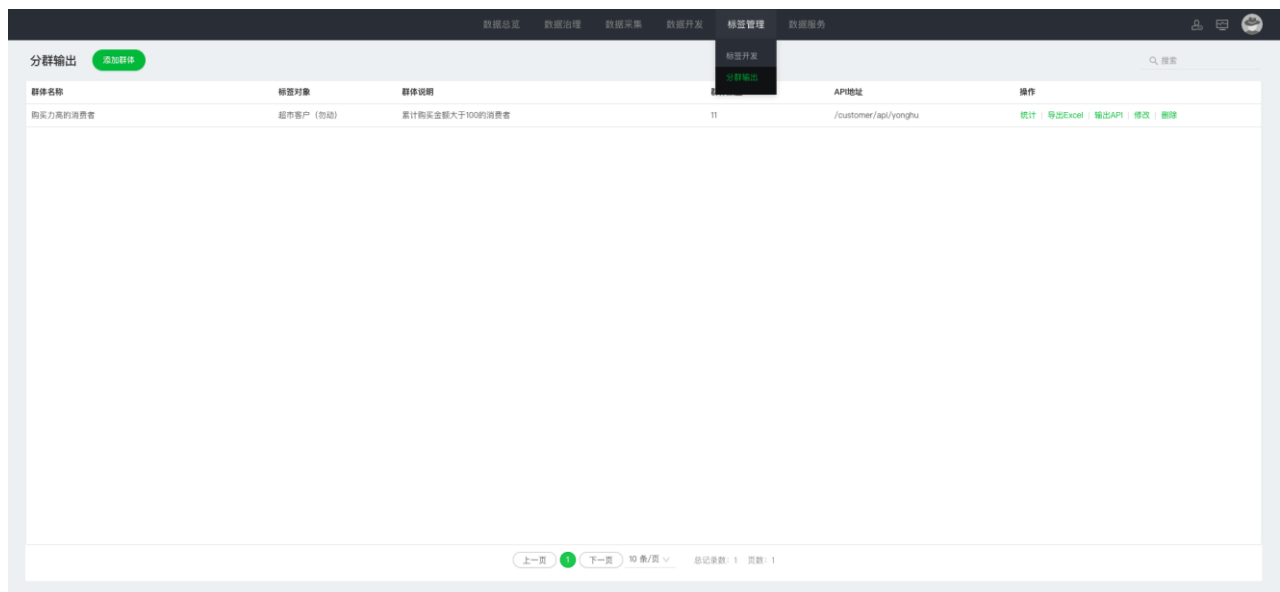 数据总览 数据治理 数据采集 数据开发 标签管理 数据服务
标签开发
分群输出
分群输出 添加群体 搜索
群体名称 标签对象 群体说明 API地址 操作
购买力高的消费者 超市客户（勿动） 累计购买金额大于100的消费者 11 /customer/api/yonghu 统计 | 导出Excel | 输出API | 修改 | 删除
上一页 1 下一页 10 条/页 总记录数: 1 页数: 1